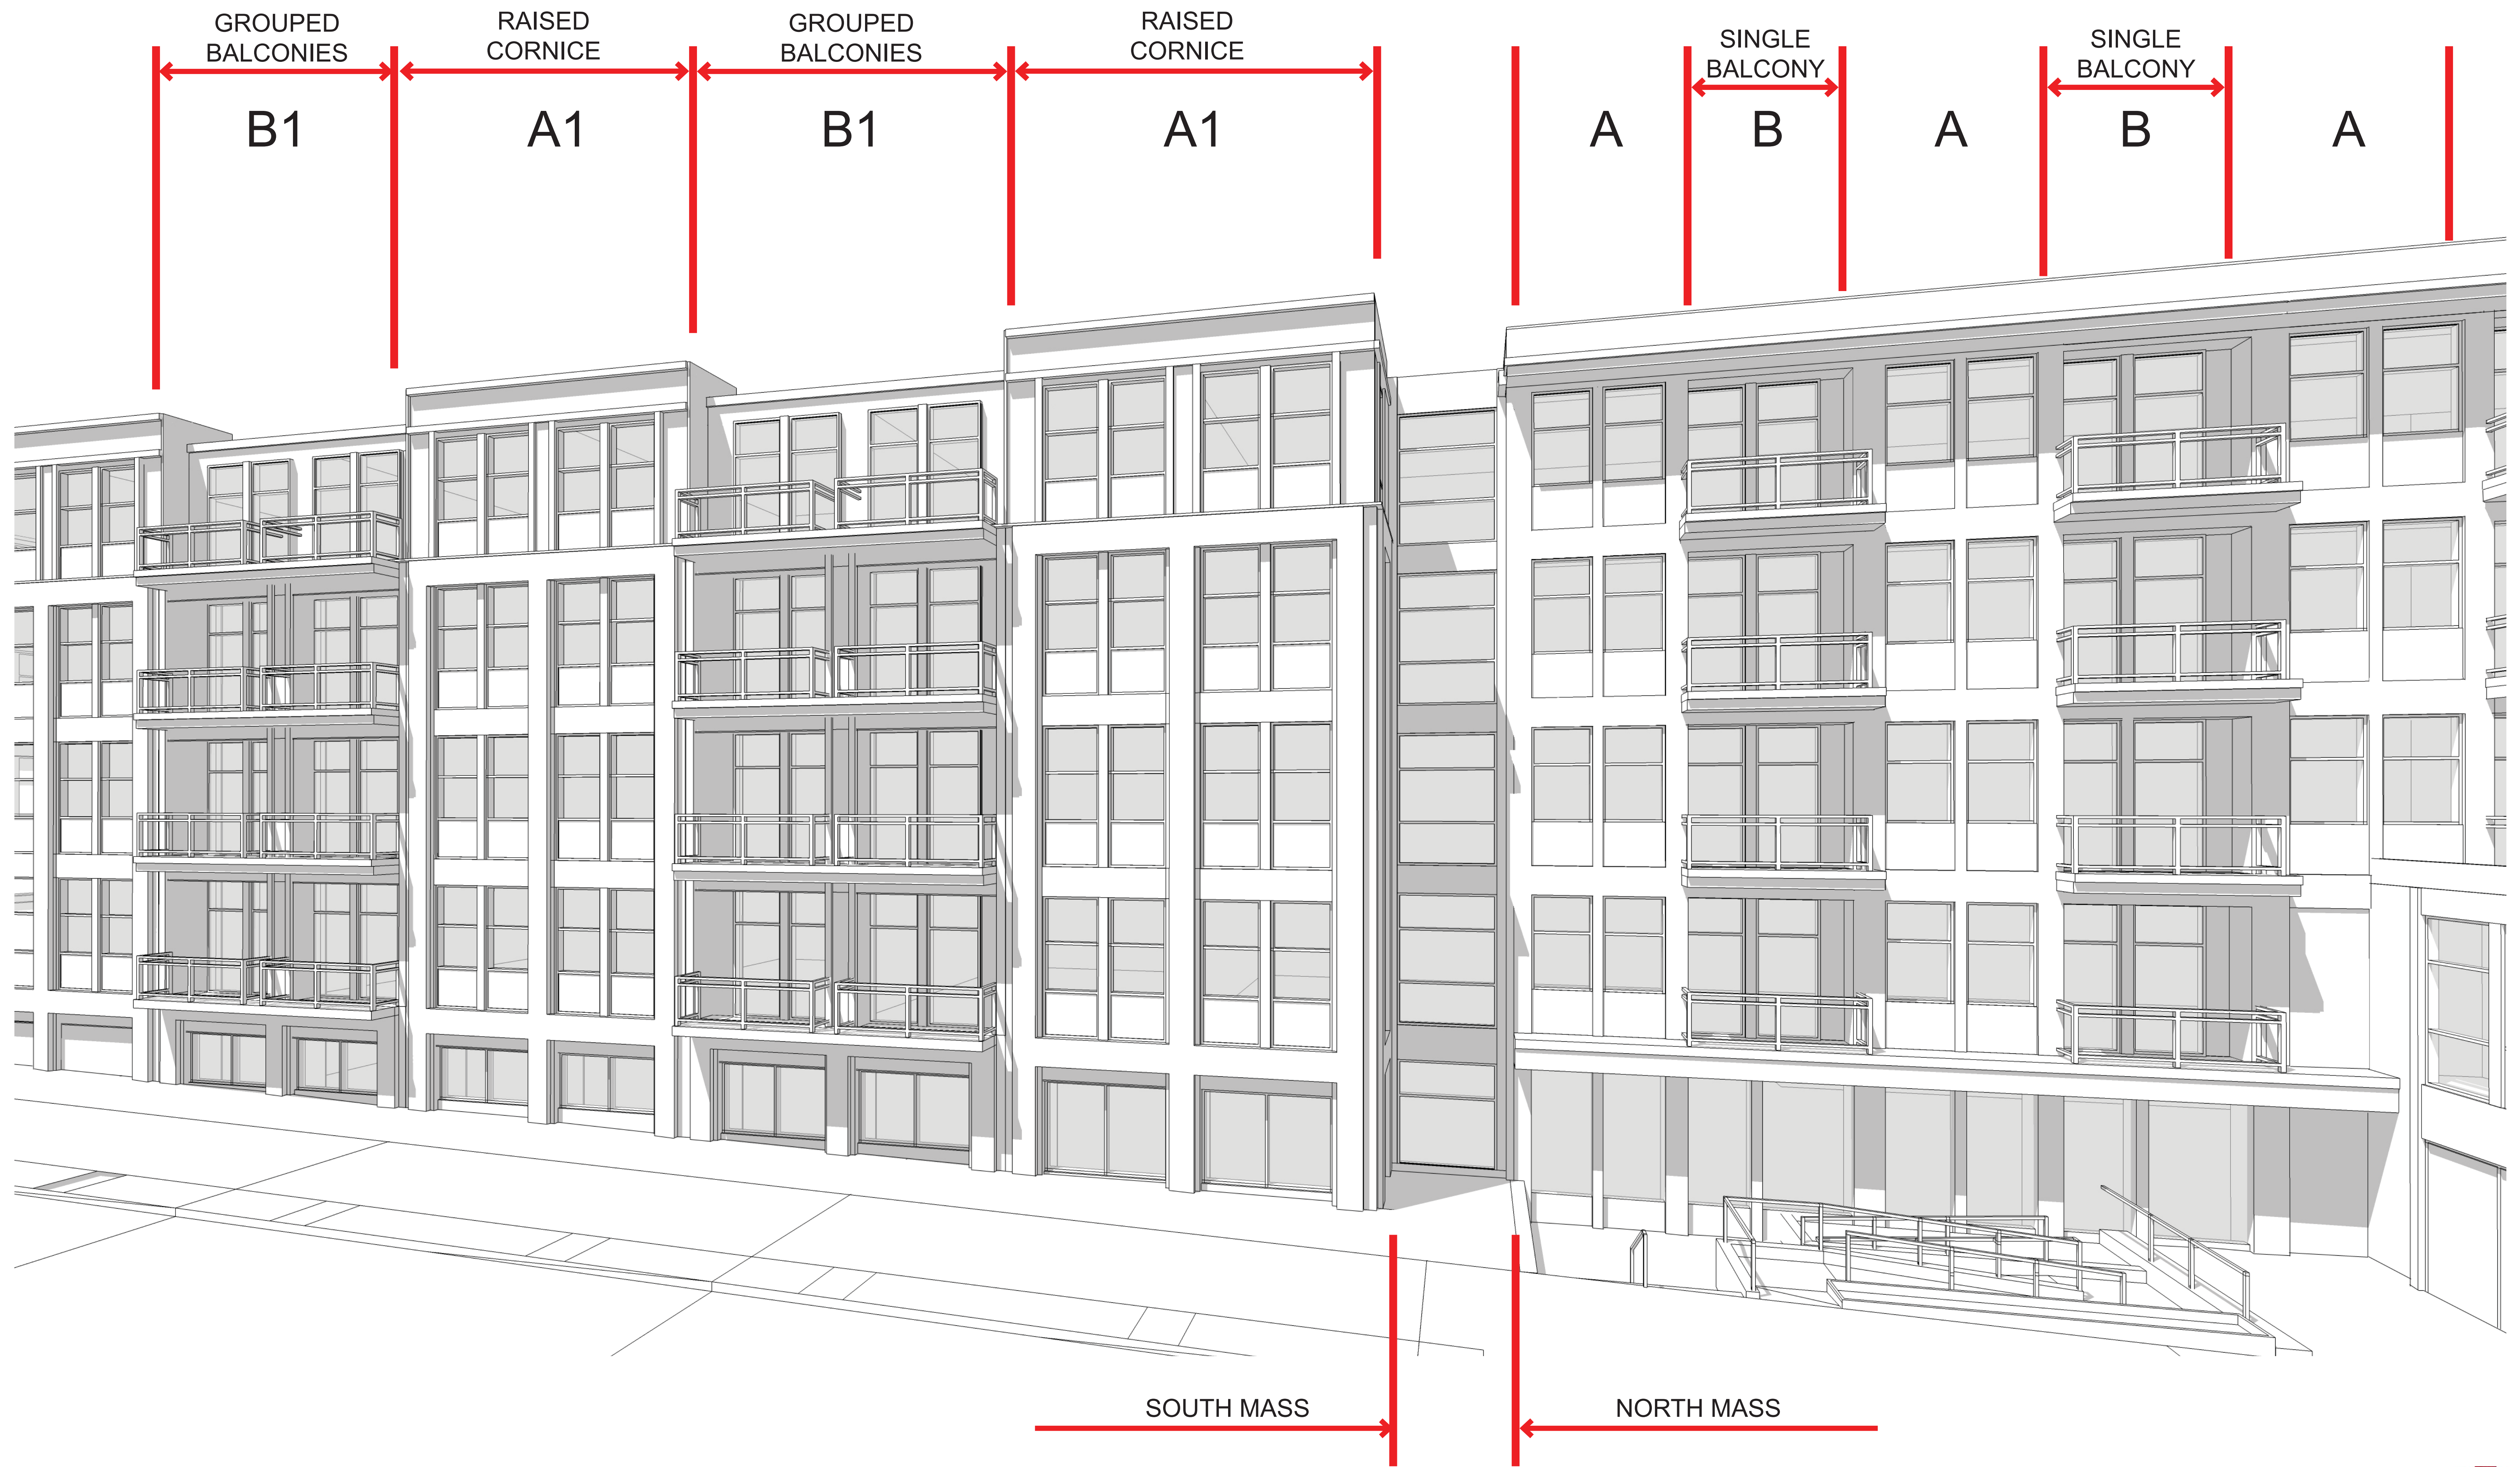 GROUPED
BALCONIES
RAISED
CORNICE
GROUPED
BALCONIES
RAISED
CORNICE
SINGLE
BALCONY
SINGLE
BALCONY
B1
A1
B1
A1
A
B
A
B
A
SOUTH MASS
NORTH MASS